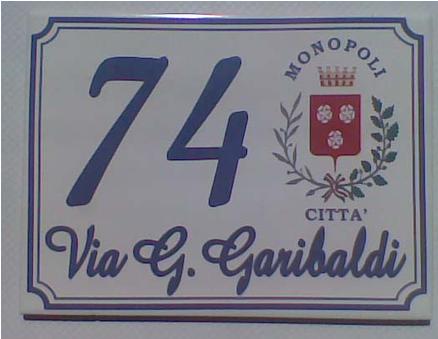 74
MONOPOLI
CITTA'
Via G. Garibaldi